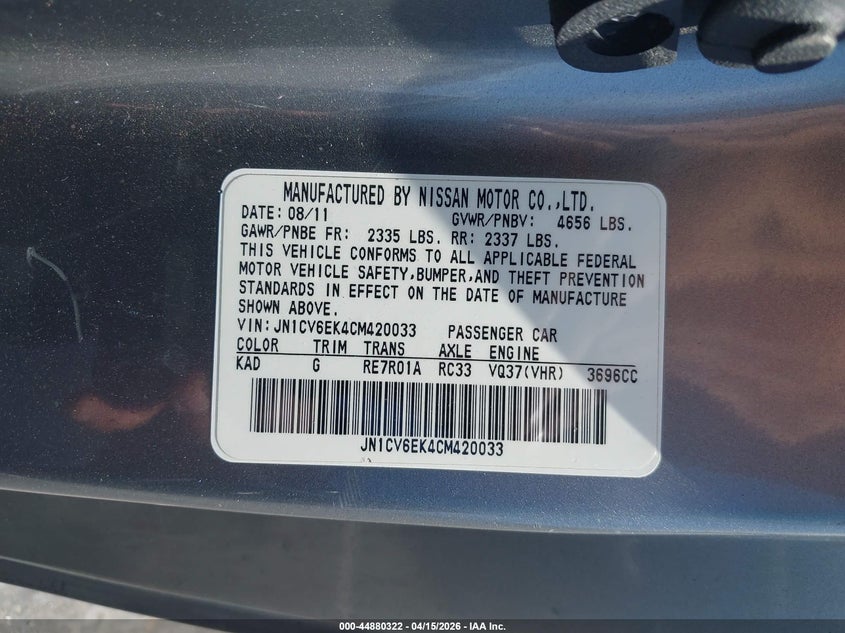 MANUFACTURED BY NISSAN MOTOR CO.,LTD.
DATE: 08/11 GVWR/PNBV: 4656 LBS.
GAWR/PNBE FR: 2335 LBS. RR: 2337 LBS.
THIS VEHICLE CONFORMS TO ALL APPLICABLE FEDERAL
MOTOR VEHICLE SAFETY,BUMPER,AND THEFT PREVENTION
STANDARDS IN EFFECT ON THE DATE OF MANUFACTURE
SHOWN ABOVE.
VIN: JN1CV6EK4CM420033 PASSENGER CAR
COLOR TRIM TRANS AXLE ENGINE
KAD G RE7R01A RC33 VQ37(VHR) 3696CC
JN1CV6EK4CM420033
000-44880322 - 04/15/2026 - IAA Inc.